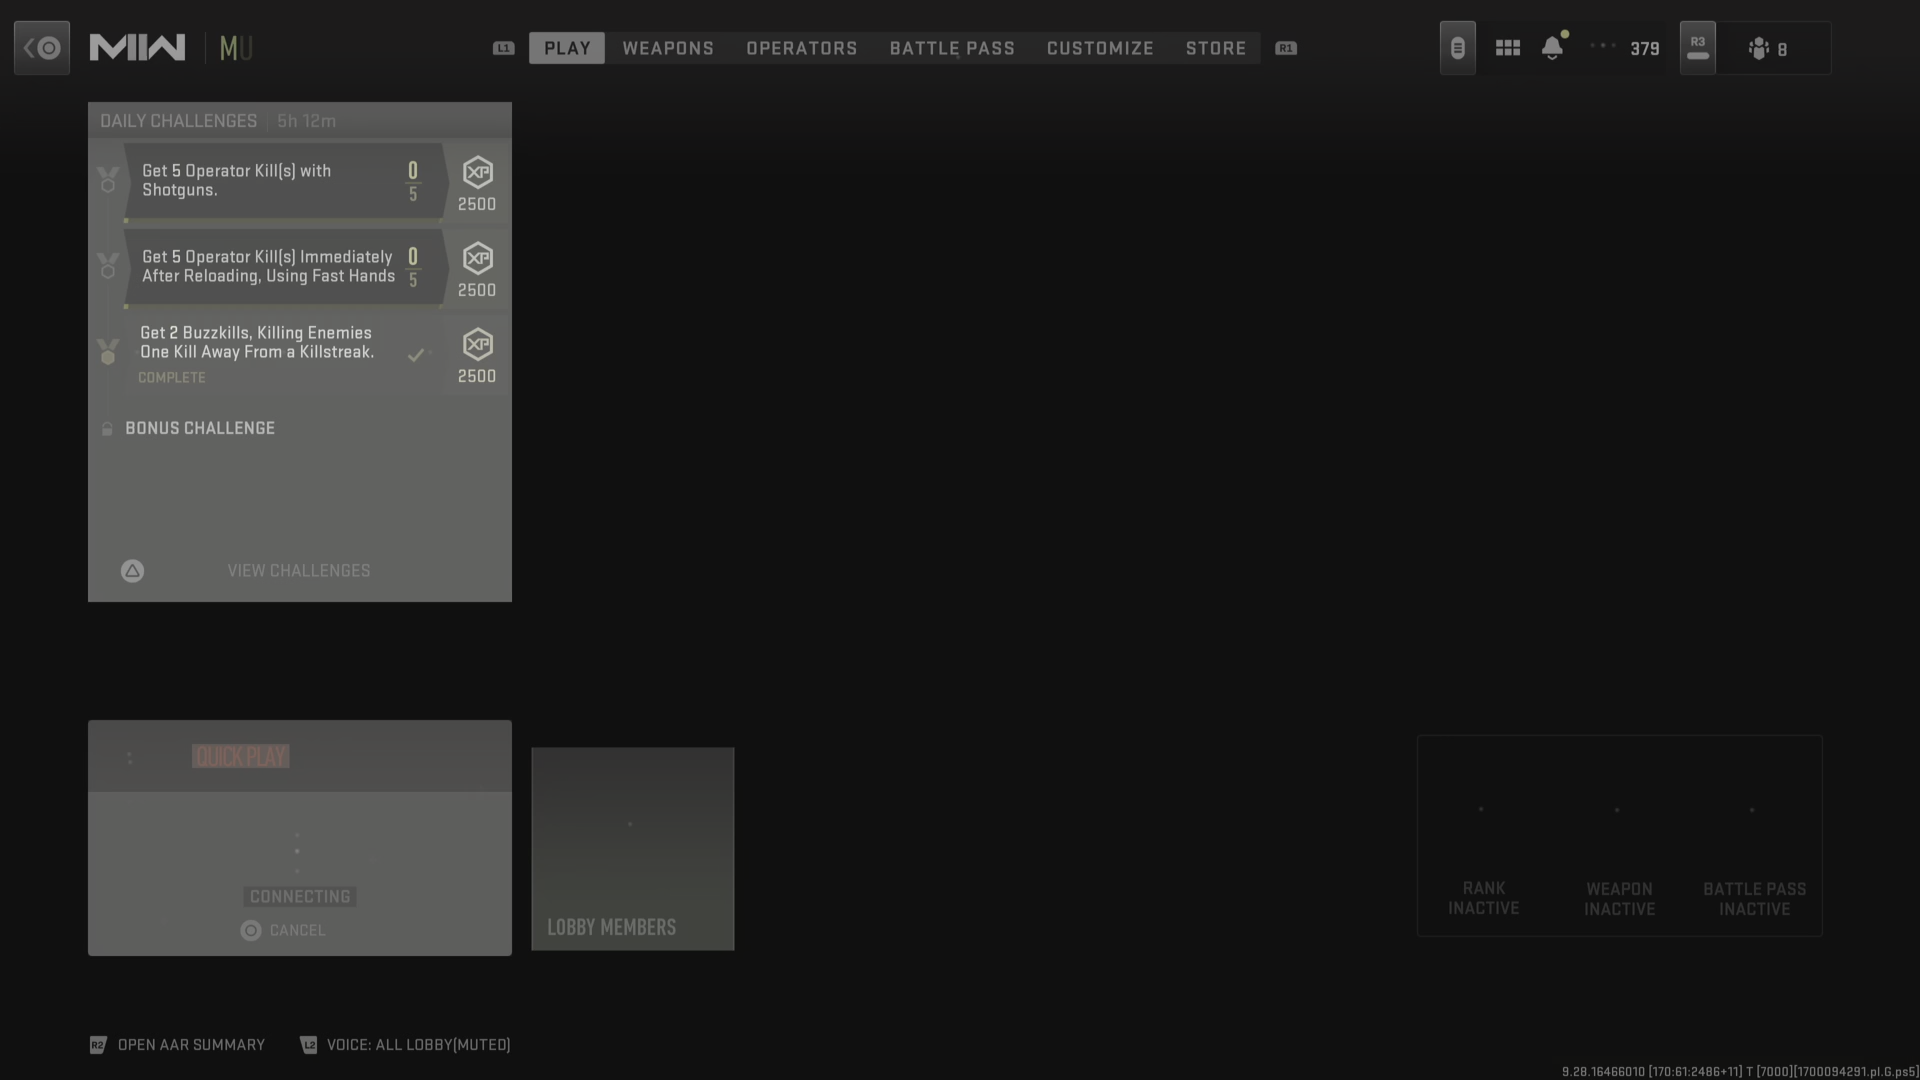 MW MU
L1 PLAY WEAPONS OPERATORS BATTLE PASS CUSTOMIZE STORE R1
379 R3 8
DAILY CHALLENGES 5h 12m
Get 5 Operator Kill(s) with
Shotguns.
0
5
XP
2500
Get 5 Operator Kill(s) Immediately
After Reloading, Using Fast Hands
0
5
XP
2500
Get 2 Buzzkills, Killing Enemies
One Kill Away From a Killstreak.
COMPLETE
XP
2500
BONUS CHALLENGE
VIEW CHALLENGES
QUICK PLAY
CONNECTING
CANCEL
LOBBY MEMBERS
RANK
INACTIVE
WEAPON
INACTIVE
BATTLE PASS
INACTIVE
R2 OPEN AAR SUMMARY L2 VOICE: ALL LOBBY(MUTED)
9.28.16466010 [170:61:2486+11] T [7000][1700094291.pl.G.ps5]